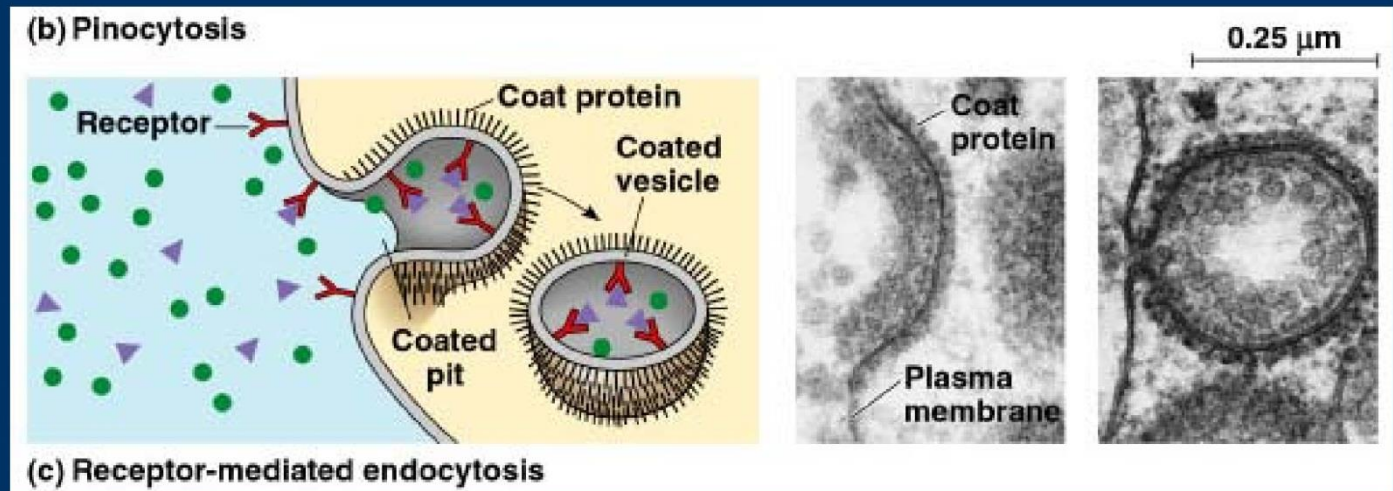 (b) Pinocytosis
0.25 µm
Receptor
Coat protein
Coated
vesicle
Coated
pit
Coat
protein
Plasma
membrane
(c) Receptor-mediated endocytosis